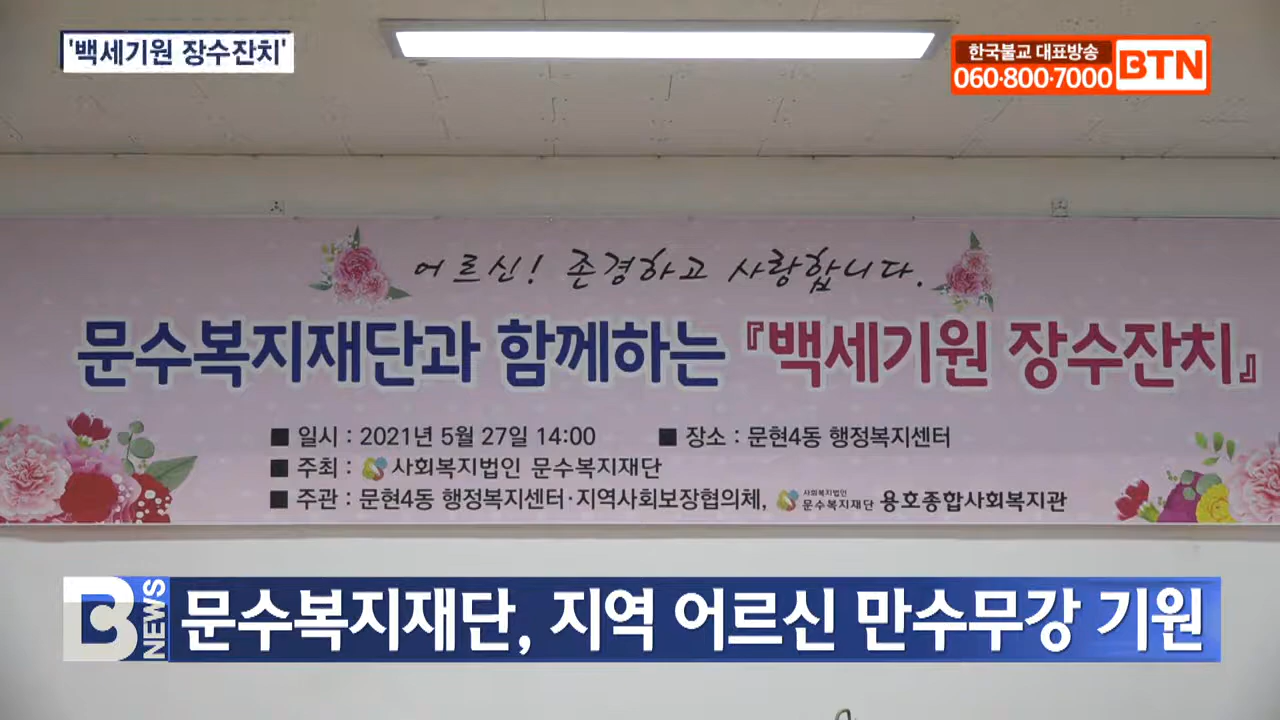 '백세기원 장수잔치'
한국불교 대표방송
060·800·7000 BTN
어르신! 존경하고 사랑합니다.
문수복지재단과 함께하는 『백세기원 장수잔치』
■ 일시 : 2021년 5월 27일 14:00 ■ 장소 : 문현4동 행정복지센터
■ 주최 : 사회복지법인 문수복지재단
■ 주관 : 문현4동 행정복지센터·지역사회보장협의체, 사회복지법인 문수복지재단 용호종합사회복지관
B NEWS 문수복지재단, 지역 어르신 만수무강 기원